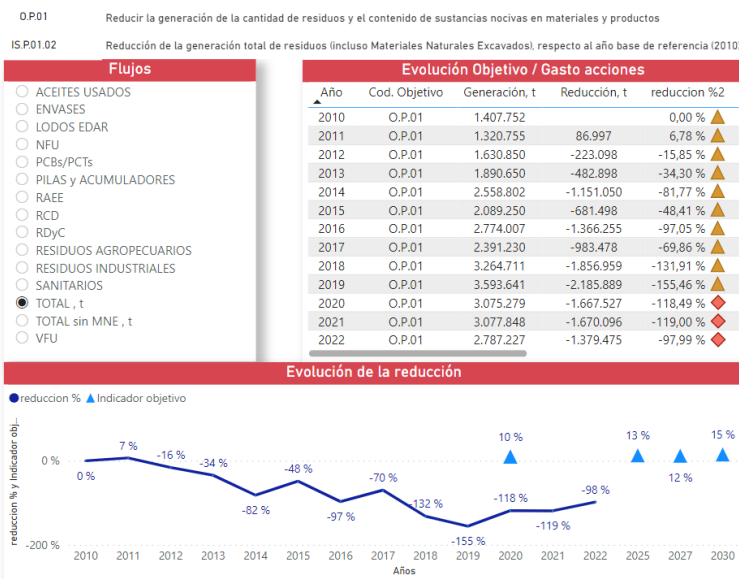 O.P.01 Reducir la generación de la cantidad de residuos y el contenido de sustancias nocivas en materiales y productos
IS.P.01.02 Reducción de la generación total de residuos (incluso Materiales Naturales Excavados), respecto al año base de referencia (2010)
Flujos
ACEITES USADOS
ENVASES
LODOS EDAR
NFU
PCBs/PCTs
PILAS y ACUMULADORES
RAEE
RCD
RDyC
RESIDUOS AGROPECUARIOS
RESIDUOS INDUSTRIALES
SANITARIOS
TOTAL , t
TOTAL sin MNE , t
VFU
Evolución Objetivo / Gasto acciones
Año Cod. Objetivo Generación, t Reducción, t reduccion %2
2010 O.P.01 1.407.752 0,00 %
2011 O.P.01 1.320.755 86.997 6,78 %
2012 O.P.01 1.630.850 -223.098 -15,85 %
2013 O.P.01 1.890.650 -482.898 -34,30 %
2014 O.P.01 2.558.802 -1.151.050 -81,77 %
2015 O.P.01 2.089.250 -681.498 -48,41 %
2016 O.P.01 2.774.007 -1.366.255 -97,05 %
2017 O.P.01 2.391.230 -983.478 -69,86 %
2018 O.P.01 3.264.711 -1.856.959 -131,91 %
2019 O.P.01 3.593.641 -2.185.889 -155,46 %
2020 O.P.01 3.075.279 -1.667.527 -118,49 %
2021 O.P.01 3.077.848 -1.670.096 -119,00 %
2022 O.P.01 2.787.227 -1.379.475 -97,99 %
Evolución de la reducción
reduccion % Indicador objetivo
reduccion % y Indicador obj...
0 %
-200 %
0 %
7 %
-16 %
-34 %
-82 %
-48 %
-97 %
-70 %
-132 %
-155 %
-118 %
-119 %
-98 %
10 %
13 %
12 %
15 %
2010 2011 2012 2013 2014 2015 2016 2017 2018 2019 2020 2021 2022 2025 2027 2030
Años